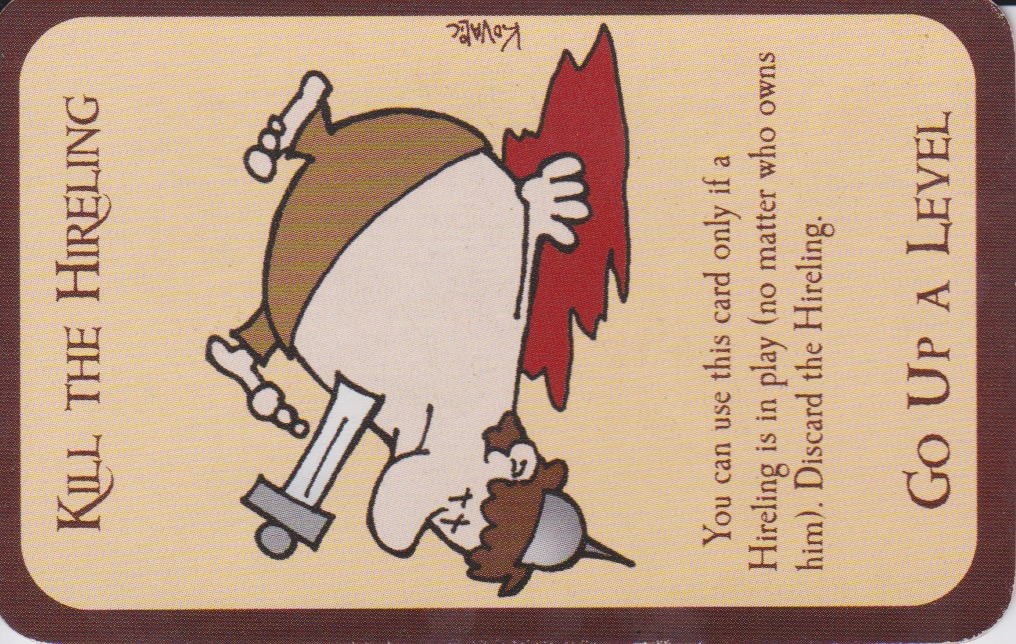 KILL THE HIRELING
KOVALIC
You can use this card only if a
Hireling is in play (no matter who owns
him). Discard the Hireling.
GO UP A LEVEL